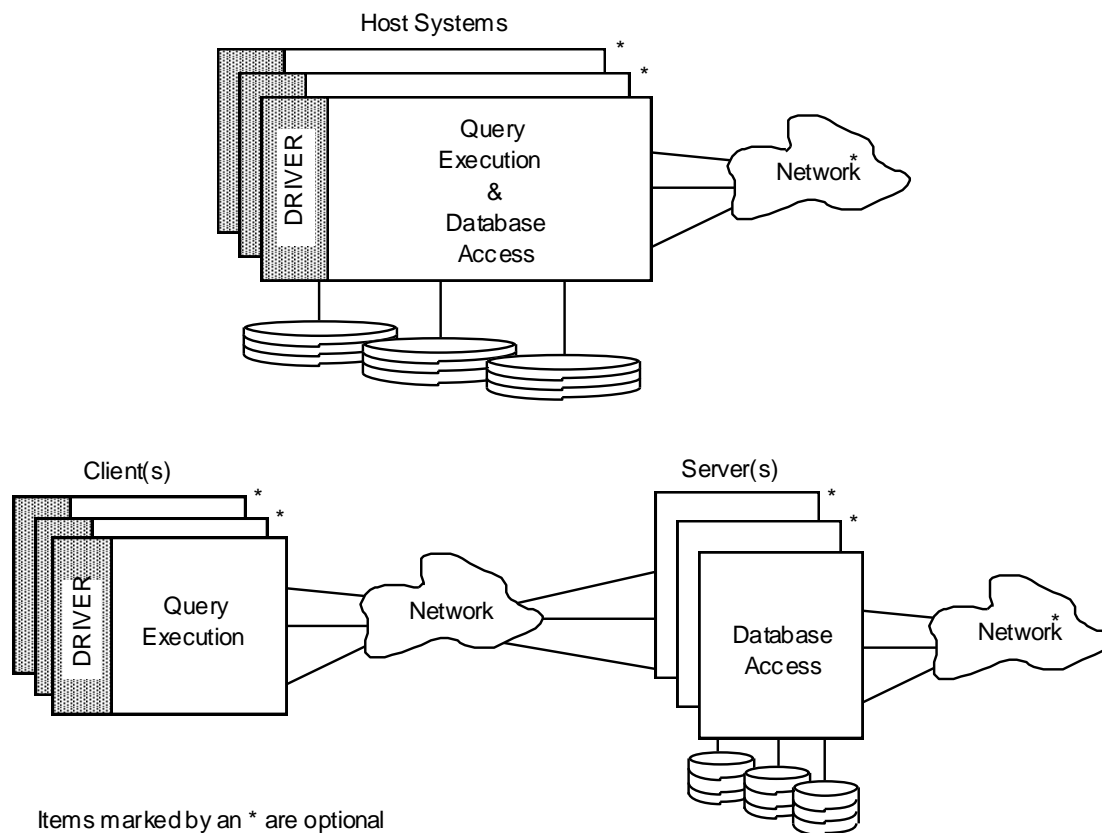 Host Systems
*
*
DRIVER
Query
Execution
&
Database
Access
Network*
Client(s)
*
*
DRIVER
Query
Execution
Network
Server(s)
*
*
Database
Access
Network*
Items marked by an * are optional